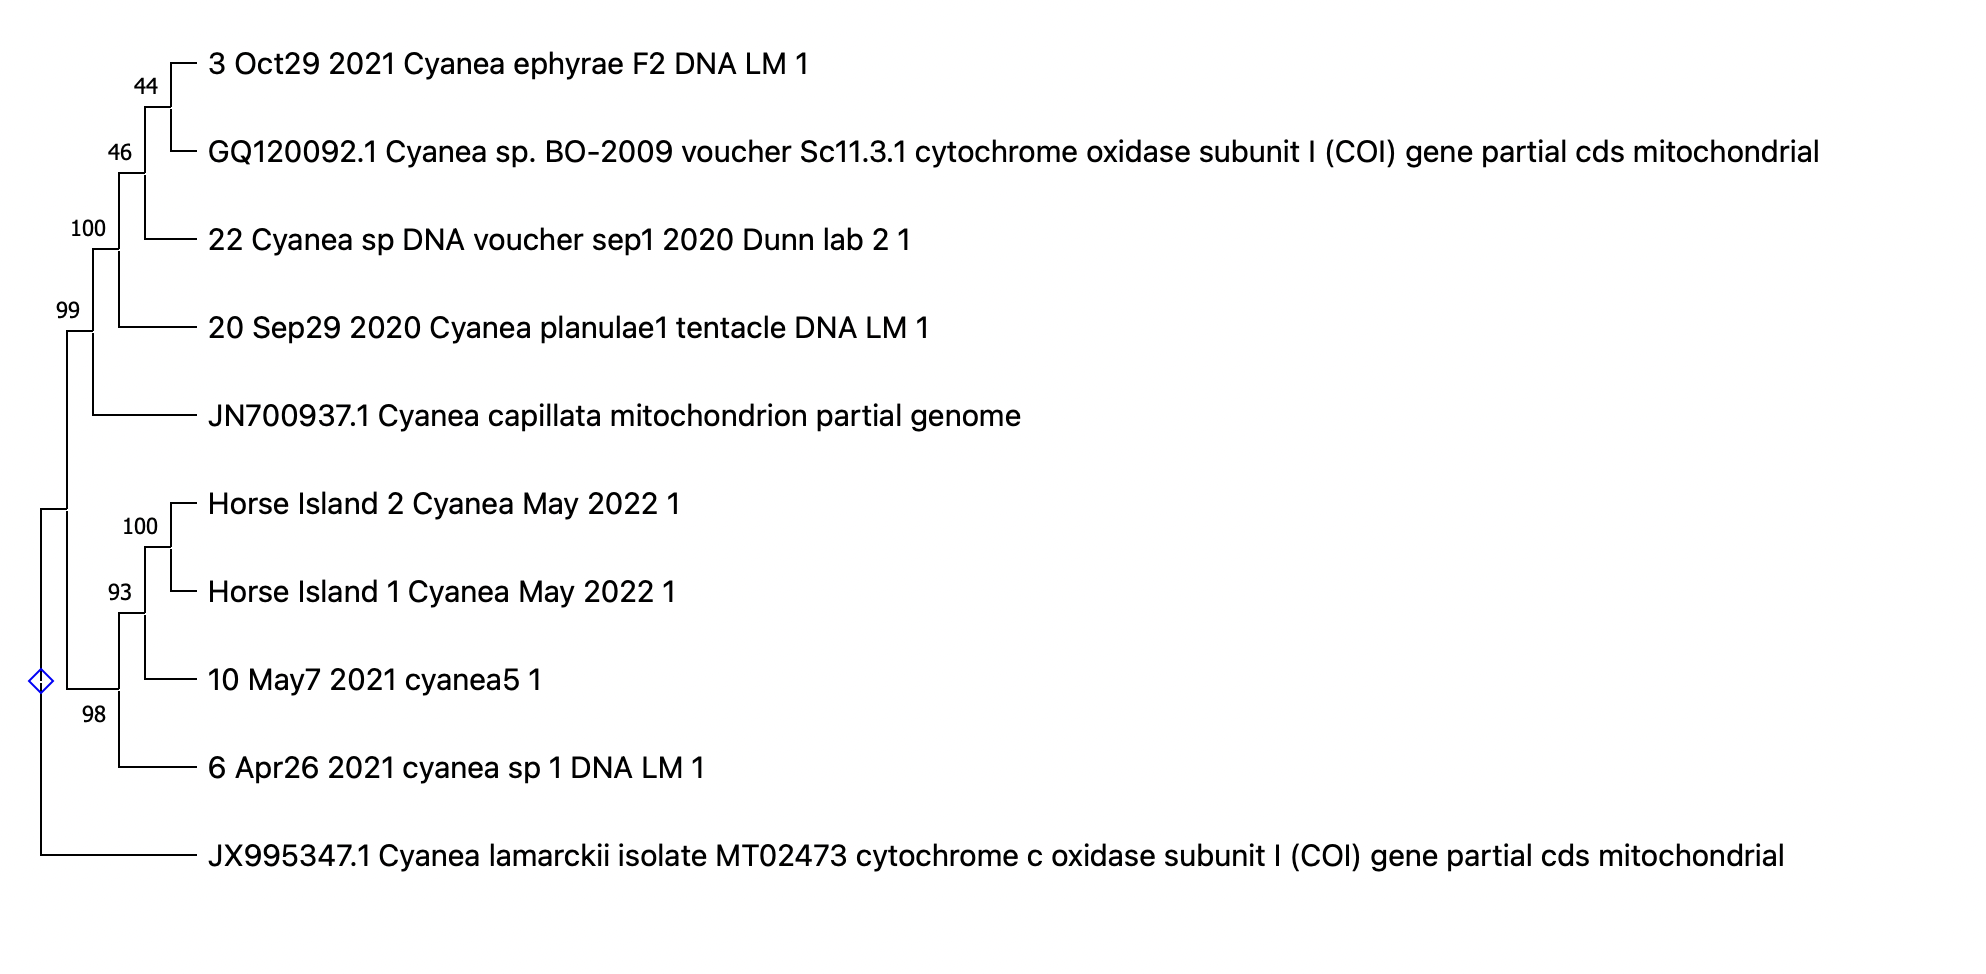 3 Oct29 2021 Cyanea ephyrae F2 DNA LM 1
44
GQ120092.1 Cyanea sp. BO-2009 voucher Sc11.3.1 cytochrome oxidase subunit I (COI) gene partial cds mitochondrial
46
22 Cyanea sp DNA voucher sep1 2020 Dunn lab 2 1
100
20 Sep29 2020 Cyanea planulae1 tentacle DNA LM 1
99
JN700937.1 Cyanea capillata mitochondrion partial genome
Horse Island 2 Cyanea May 2022 1
100
Horse Island 1 Cyanea May 2022 1
93
10 May7 2021 cyanea5 1
98
6 Apr26 2021 cyanea sp 1 DNA LM 1
JX995347.1 Cyanea lamarckii isolate MT02473 cytochrome c oxidase subunit I (COI) gene partial cds mitochondrial